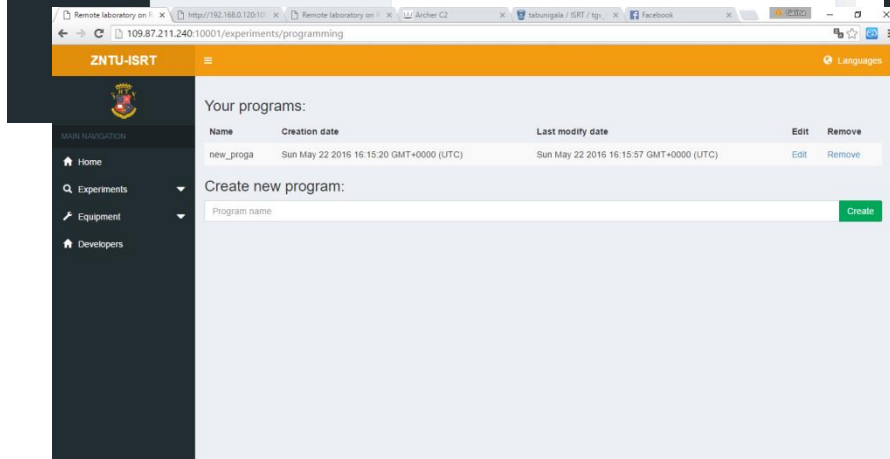 Remote laboratory on F
http://192.168.0.120:10
Remote laboratory on
Archer C2
tabunigala / ISRT / tgv
Facebook
109.87.211.240:10001/experiments/programming
ZNTU-ISRT
Languages
Your programs:
MAIN NAVIGATION
Name Creation date Last modify date Edit Remove
new_proga Sun May 22 2016 16:15:20 GMT+0000 (UTC) Sun May 22 2016 16:15:57 GMT+0000 (UTC) Edit Remove
Home
Experiments
Create new program:
Equipment
Program name Create
Developers